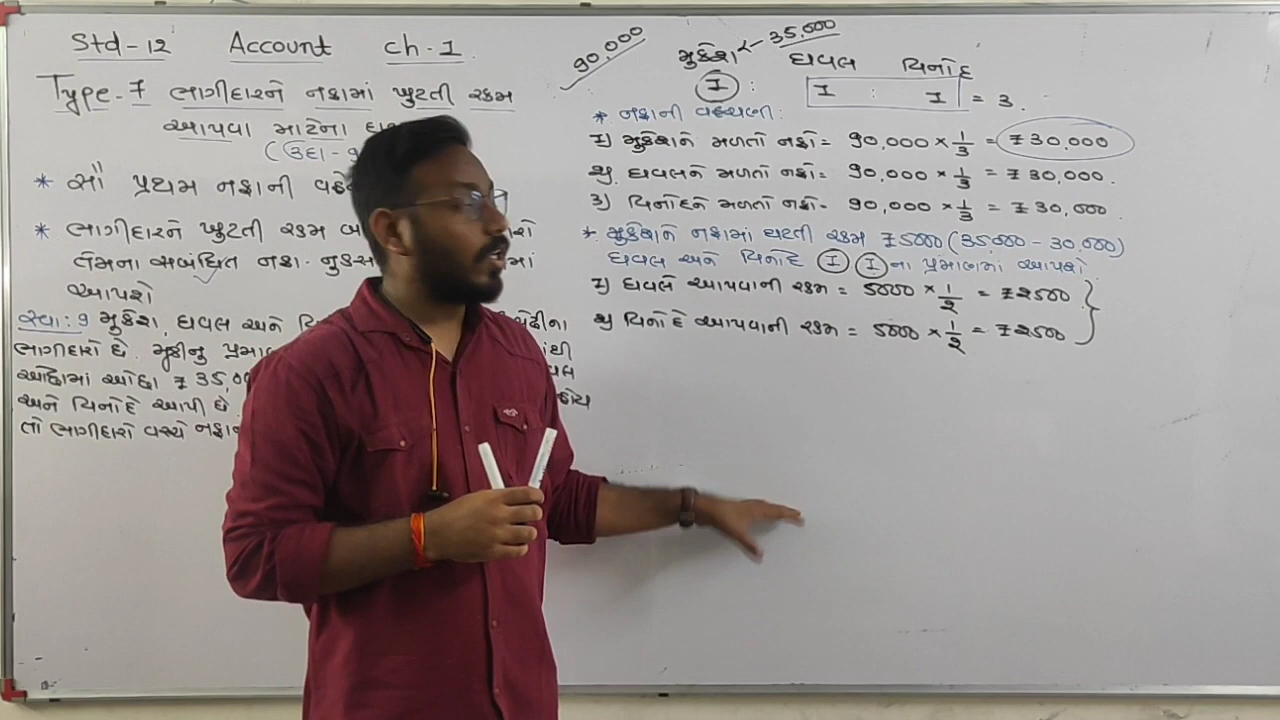 Std-12 Account ch-1
Type-7 ભાગીદારને નફામાં ખુટતી રકમ
આપવા માટેના
(ઉદા-9
* સૌ પ્રથમ નફાની
* ભાગીદારને ખુટતી રકમ
તેમના સબંધિત નફા-નુકસ
આપશે
સ્વા:9 મુકેશ, ધવલ અને
ભાગીદારો છે. મૂડીનુ પ્રમા
ઓછામાં ઓછા ₹ 35,00
અને વિનોદે આપી છે
તો ભાગીદારો વચ્ચે નફાન
90,000 મુકેશ ← 35,000 ધવલ વિનોદ
I : I : I = 3.
* નફાની વહેંચણી:
1) મુકેશને મળતો નફો = 90,000 × 1/3 = ₹30,000
2) ધવલને મળતો નફો = 90,000 × 1/3 = ₹30,000.
3) વિનોદને મળતો નફો - 90,000 × 1/3 = ₹30,000.
* મુકેશને નફામાં ઘટતી રકમ ₹5000 (35000 - 30,000)
ધવલ અને વિનોદે I I ના પ્રમાણમાં આપશે
1) ધવલે આપવાની રકમ = 5000 × 1/2 = ₹2500
2) વિનોદે આપવાની રકમ = 5000 × 1/2 = ₹2500